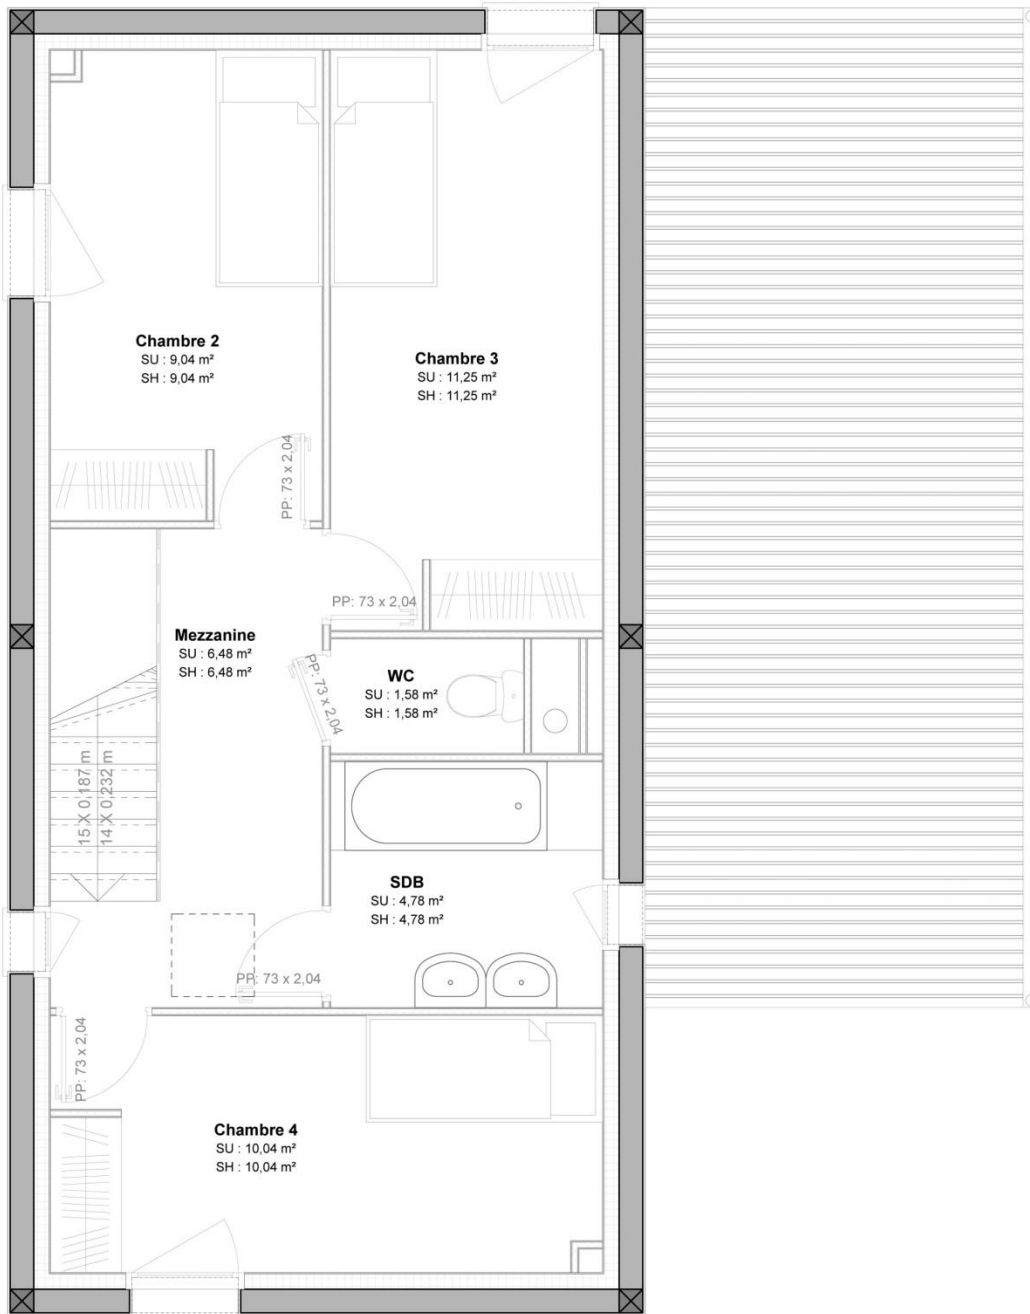 Chambre 2
SU : 9,04 m²
SH : 9,04 m²
Chambre 3
SU : 11,25 m²
SH : 11,25 m²
PP: 73 x 2,04
PP: 73 x 2,04
Mezzanine
SU : 6,48 m²
SH : 6,48 m²
PP: 73 x 2,04
WC
SU : 1,58 m²
SH : 1,58 m²
15 X 0,187 m
14 X 0,232 m
SDB
SU : 4,78 m²
SH : 4,78 m²
PP: 73 x 2,04
PP: 73 x 2,04
Chambre 4
SU : 10,04 m²
SH : 10,04 m²